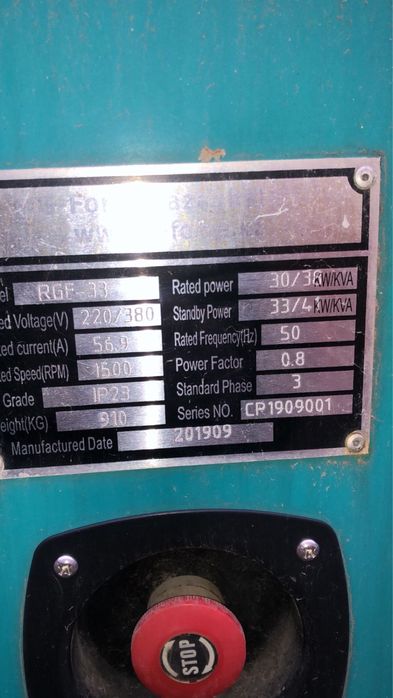 el RGF-33 Rated power 30/38 KW/KVA
ed Voltage(V) 220/380 Standby Power 33/4 KW/KVA
ed current(A) 56.9 Rated Frequency(Hz) 50
ed Speed(RPM) 1500 Power Factor 0.8
Grade IP23 Standard Phase 3
eight(KG) 910 Series NO. CP1909001
Manufactured Date 201909
STOP